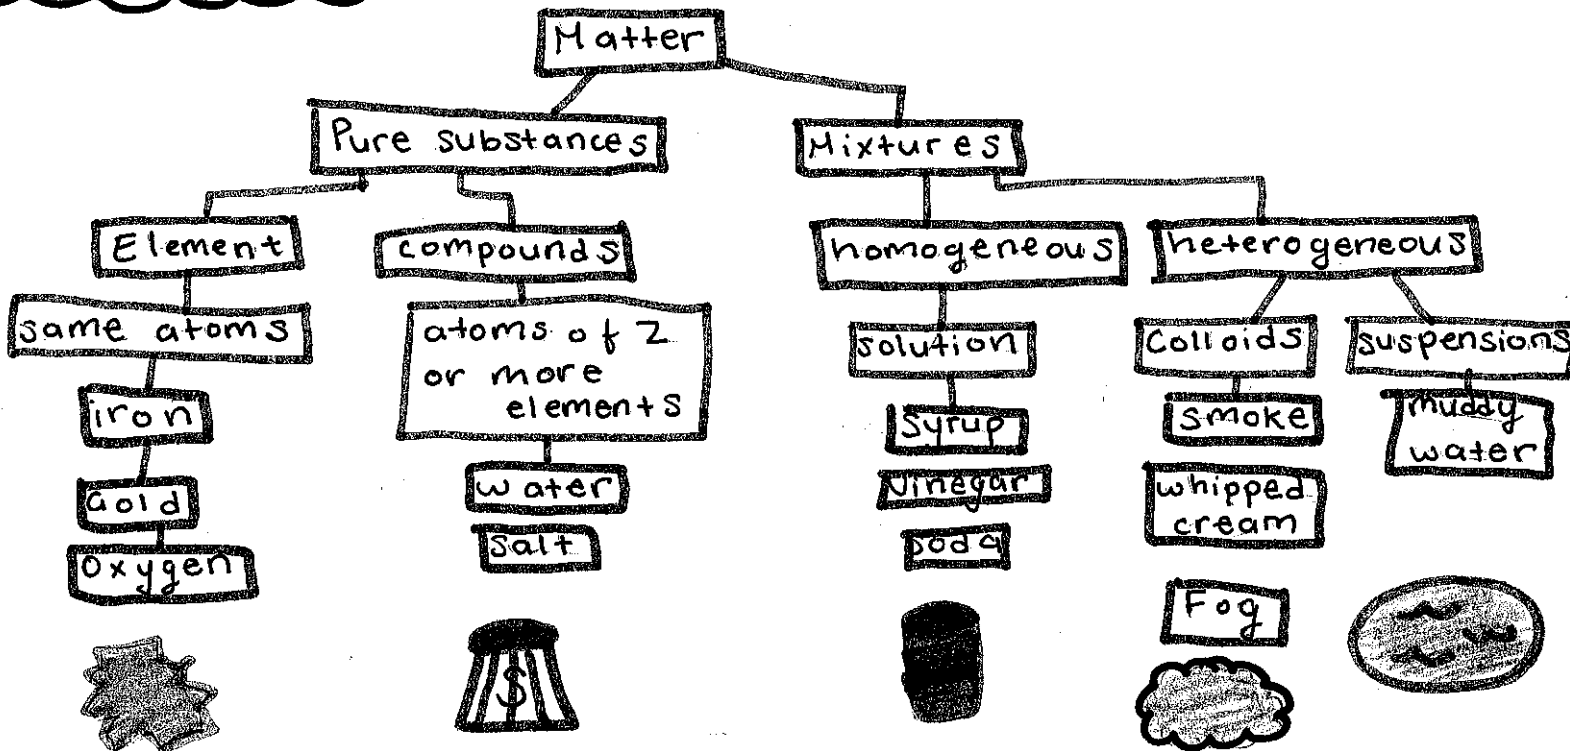 Matter
Pure substances
Mixtures
Element
compounds
homogeneous
heterogeneous
same atoms
atoms of 2
or more
elements
solution
Colloids
suspensions
iron
Syrup
smoke
muddy
water
Gold
water
Vinegar
whipped
cream
oxygen
salt
soda
Fog
$